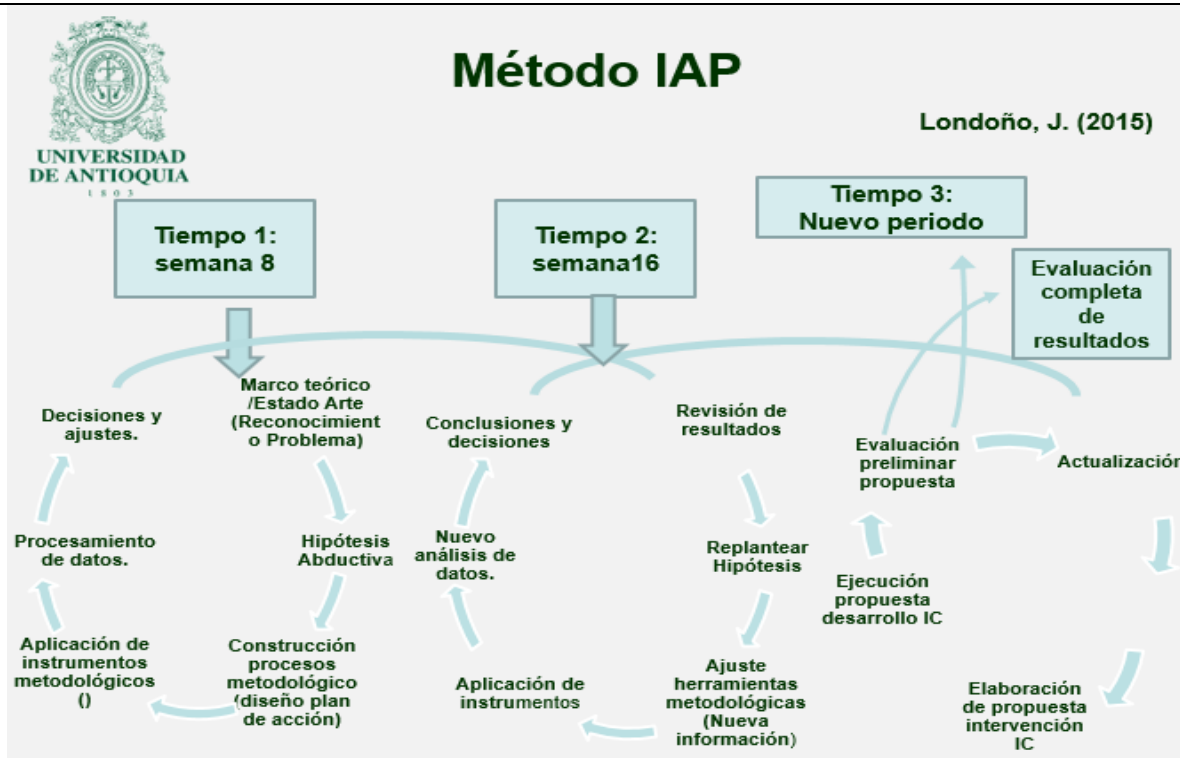 UNIVERSIDAD
DE ANTIOQUIA
1803
Método IAP
Londoño, J. (2015)
Tiempo 1:
semana 8
Tiempo 2:
semana16
Tiempo 3:
Nuevo periodo
Evaluación
completa
de
resultados
Marco teórico
/Estado Arte
(Reconocimient
o Problema)
Hipótesis
Abductiva
Construcción
procesos
metodológico
(diseño plan
de acción)
Aplicación de
instrumentos
metodológicos
()
Procesamiento
de datos.
Decisiones y
ajustes.
Revisión de
resultados
Replantear
Hipótesis
Ajuste
herramientas
metodológicas
(Nueva
información)
Aplicación de
instrumentos
Nuevo
análisis de
datos.
Conclusiones y
decisiones
Actualización
Elaboración
de propuesta
intervención
IC
Ejecución
propuesta
desarrollo IC
Evaluación
preliminar
propuesta